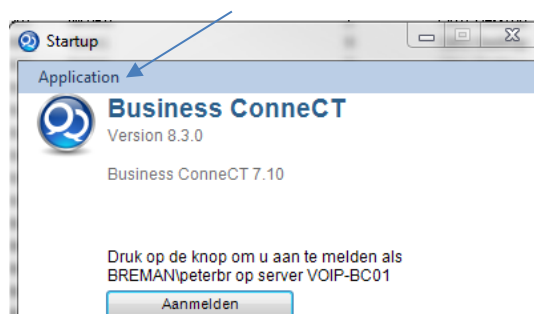 Startup
Application
Business ConneCT
Version 8.3.0
Business ConneCT 7.10
Druk op de knop om u aan te melden als
BREMAN\peterbr op server VOIP-BC01
Aanmelden